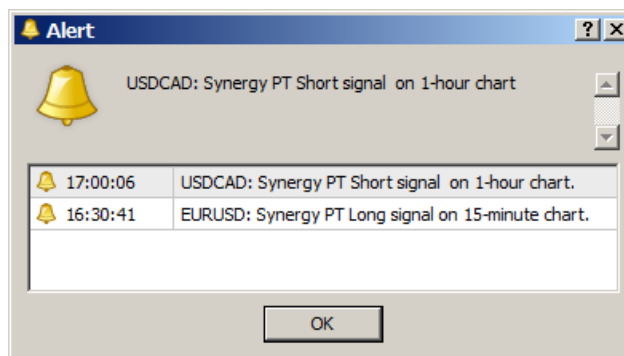 Alert
USDCAD: Synergy PT Short signal  on 1-hour chart
17:00:06 USDCAD: Synergy PT Short signal  on 1-hour chart.
16:30:41 EURUSD: Synergy PT Long signal on 15-minute chart.
OK